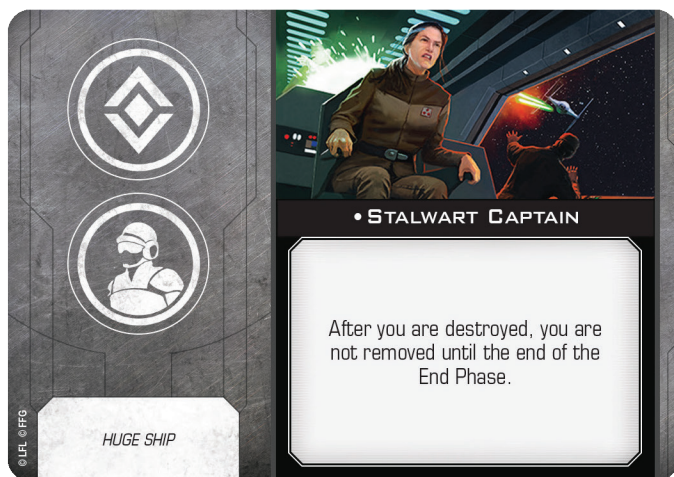 • STALWART CAPTAIN
After you are destroyed, you are
not removed until the end of the
End Phase.
HUGE SHIP
© LFL © FFG